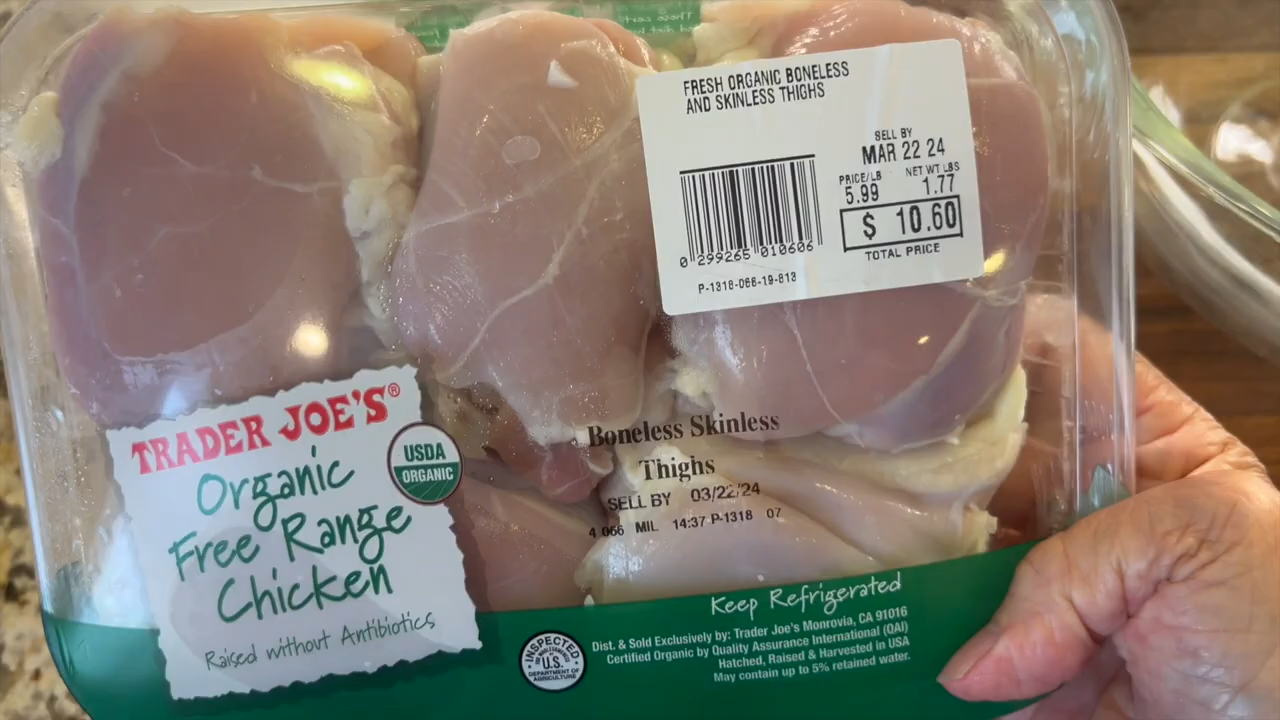 FRESH ORGANIC BONELESS
AND SKINLESS THIGHS
SELL BY
MAR 22 24
PRICE/LB NET WT LBS
5.99 1.77
$ 10.60
TOTAL PRICE
0 299265 010606
P-1318-066-19-813
TRADER JOE'S®
Organic
Free Range
Chicken
Raised without Antibiotics
USDA
ORGANIC
Boneless Skinless
Thighs
SELL BY 03/22/24
4 066 MIL 14:37 P-1318 07
Keep Refrigerated
INSPECTED
U.S.
DEPARTMENT OF
AGRICULTURE
Dist. & Sold Exclusively by: Trader Joe's Monrovia, CA 91016
Certified Organic by Quality Assurance International (QAI)
Hatched, Raised & Harvested in USA
May contain up to 5% retained water.